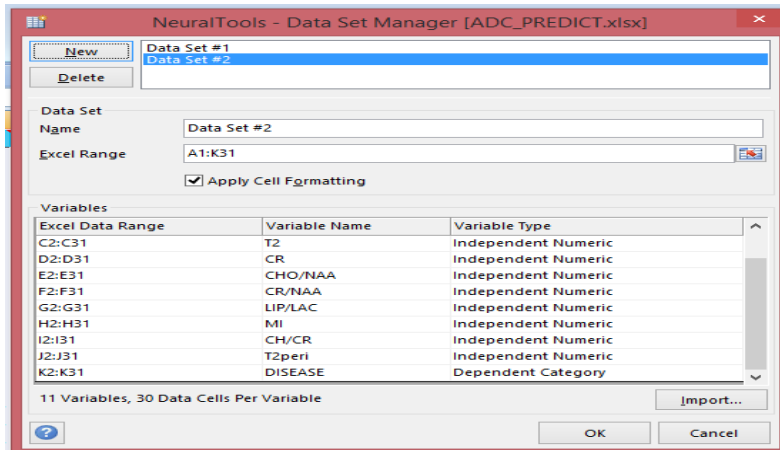 NeuralTools - Data Set Manager [ADC_PREDICT.xlsx]
New
Data Set #1
Data Set #2
Delete
Data Set
Name Data Set #2
Excel Range A1:K31
Apply Cell Formatting
Variables
Excel Data Range Variable Name Variable Type
C2:C31 T2 Independent Numeric
D2:D31 CR Independent Numeric
E2:E31 CHO/NAA Independent Numeric
F2:F31 CR/NAA Independent Numeric
G2:G31 LIP/LAC Independent Numeric
H2:H31 MI Independent Numeric
I2:I31 CH/CR Independent Numeric
J2:J31 T2peri Independent Numeric
K2:K31 DISEASE Dependent Category
11 Variables, 30 Data Cells Per Variable
Import...
OK Cancel